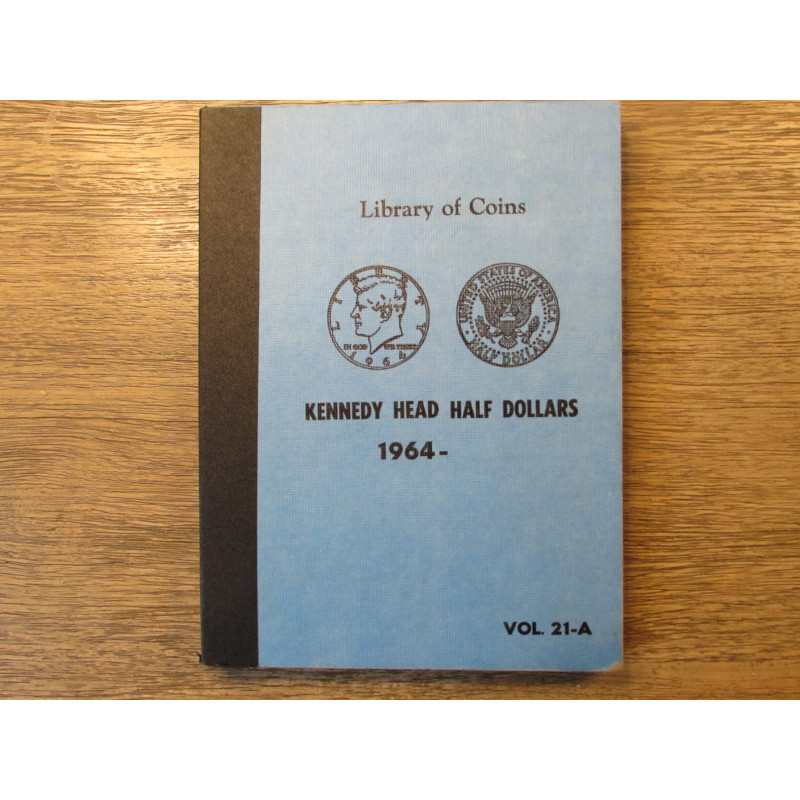 Library of Coins
LIBERTY
IN GOD WE TRUST
1964
UNITED STATES OF AMERICA
HALF DOLLAR
KENNEDY HEAD HALF DOLLARS
1964-
VOL. 21-A